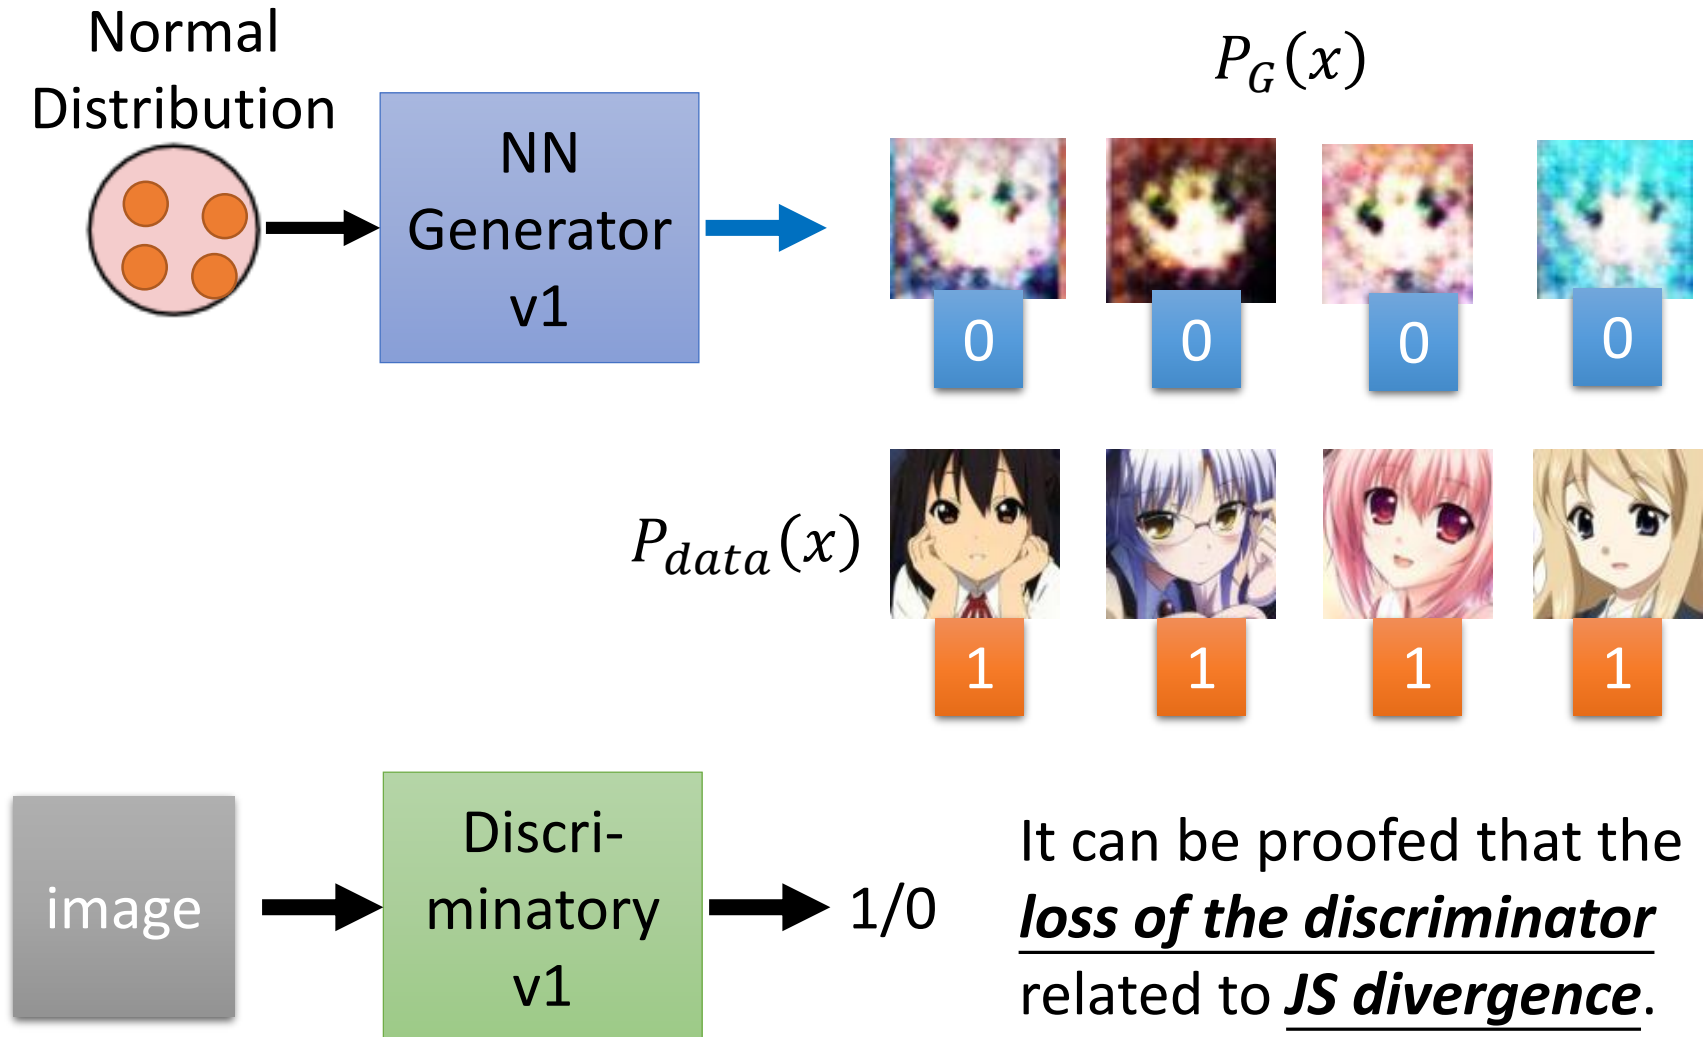 Normal
Distribution
NN
Generator
v1
P_G(x)
0 0 0 0
P_data(x)
1 1 1 1
image
Discri-
minatory
v1
1/0
It can be proofed that the
loss of the discriminator
related to JS divergence.